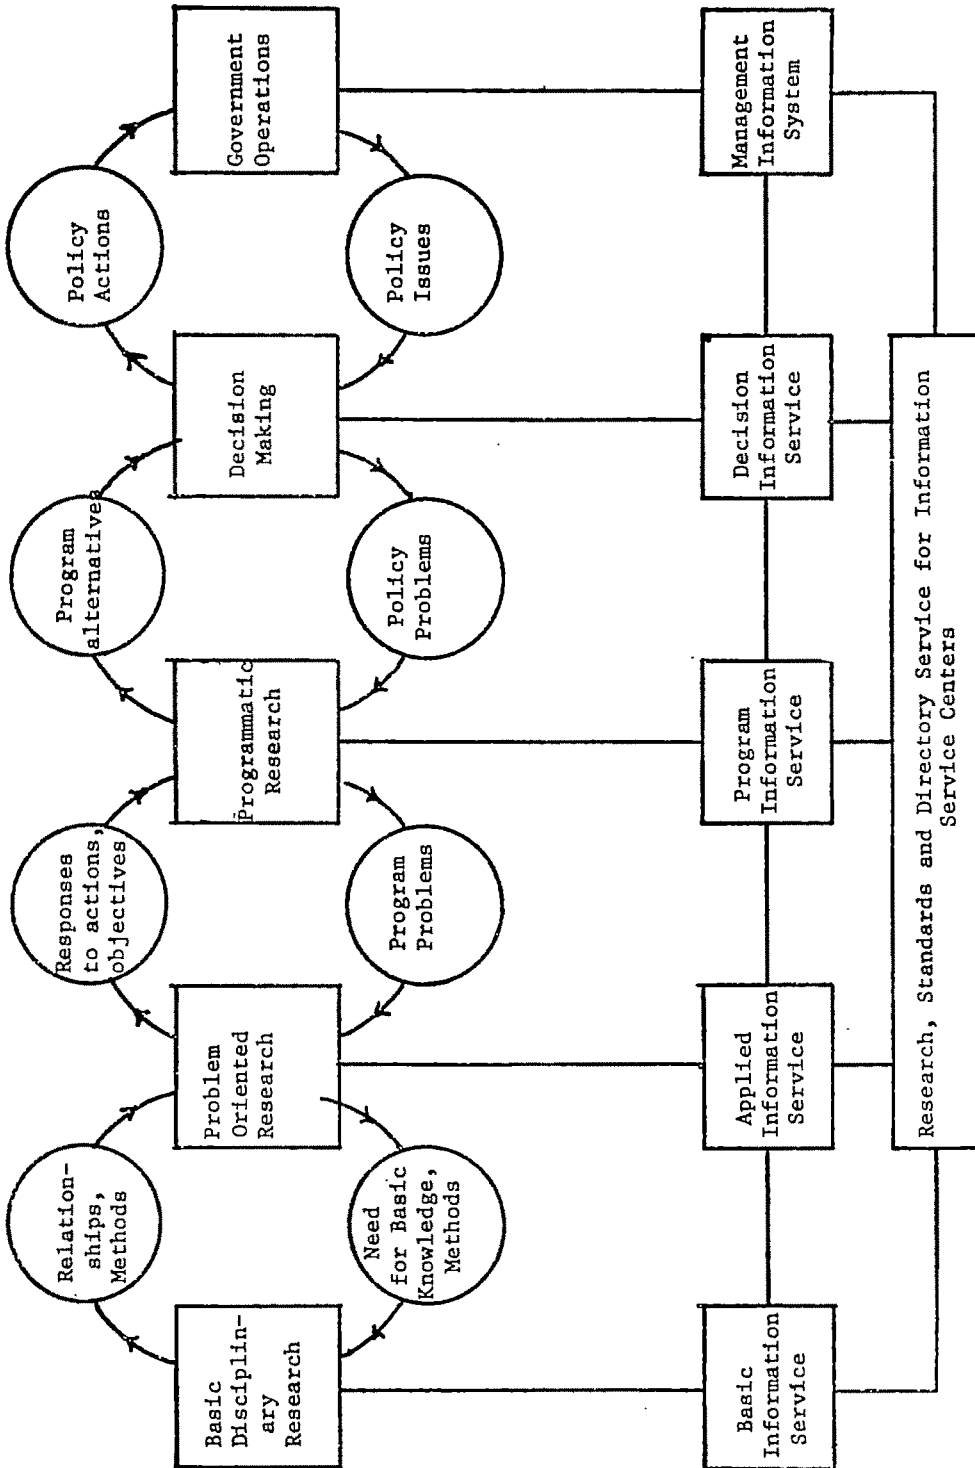 Relation-
ships,
Methods
Responses
to actions,
objectives
Program
alternatives
Policy
Actions
Basic
Disciplin-
ary
Research
Problem
Oriented
Research
Programmatic
Research
Decision
Making
Government
Operations
Need
for Basic
Knowledge,
Methods
Program
Problems
Policy
Problems
Policy
Issues
Basic
Information
Service
Applied
Information
Service
Program
Information
Service
Decision
Information
Service
Management
Information
System
Research, Standards and Directory Service for Information
Service Centers